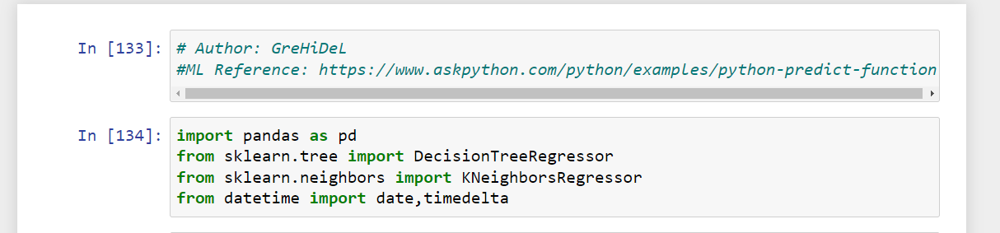 In [133]: # Author: GreHiDeL
#ML Reference: https://www.askpython.com/python/examples/python-predict-function
In [134]: import pandas as pd
from sklearn.tree import DecisionTreeRegressor
from sklearn.neighbors import KNeighborsRegressor
from datetime import date,timedelta